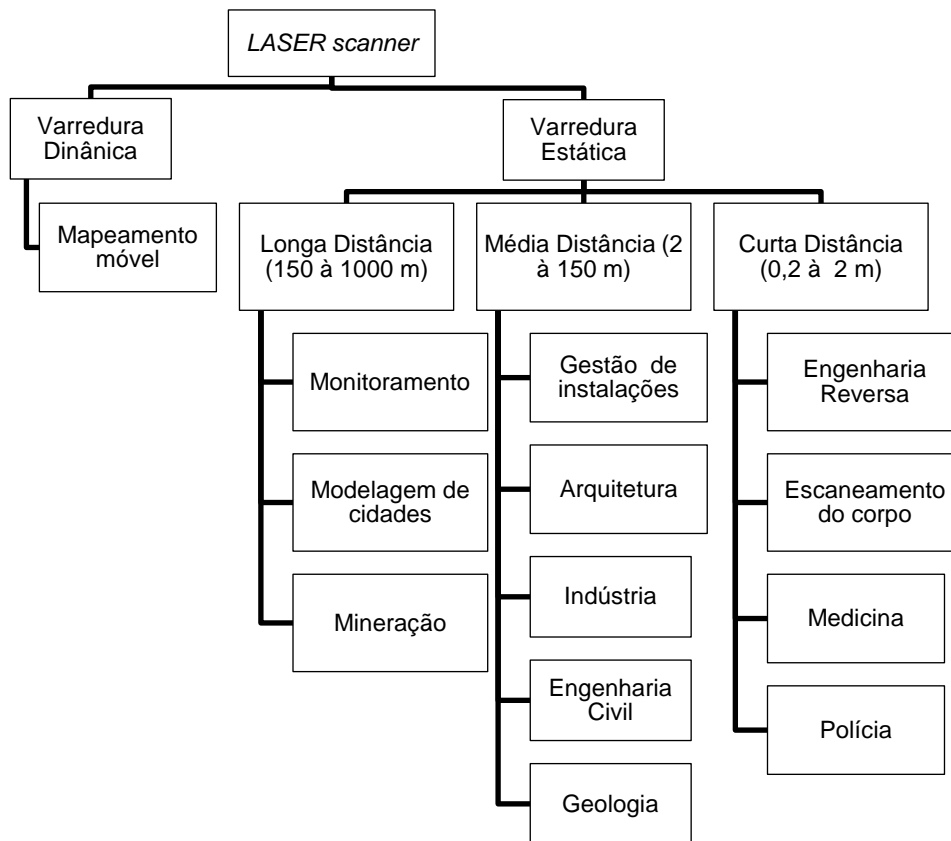 LASER scanner
Varredura
Dinânica
Varredura
Estática
Mapeamento
móvel
Longa Distância
(150 à 1000 m)
Média Distância (2
à 150 m)
Curta Distância
(0,2 à 2 m)
Monitoramento
Modelagem de
cidades
Mineração
Gestão de
instalações
Arquitetura
Indústria
Engenharia
Civil
Geologia
Engenharia
Reversa
Escaneamento
do corpo
Medicina
Polícia